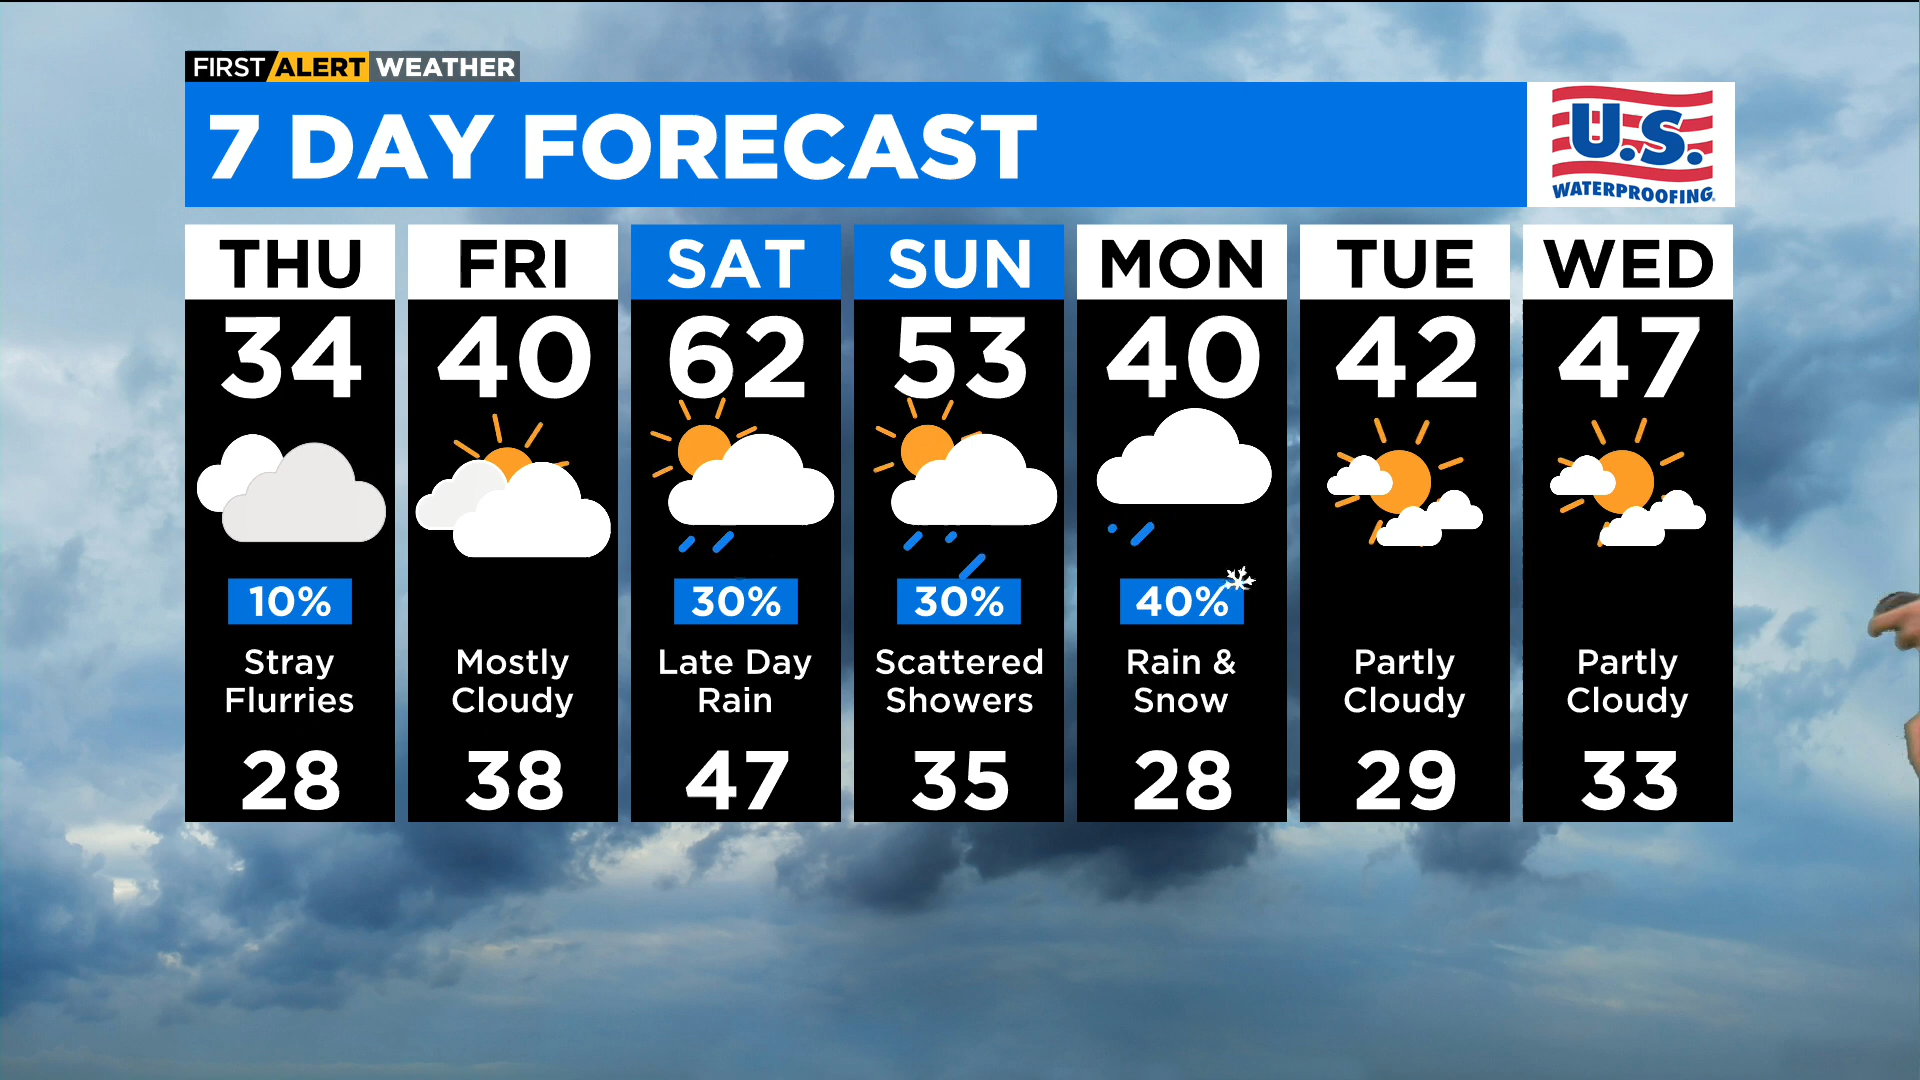 FIRST ALERT WEATHER
7 DAY FORECAST
U.S.
WATERPROOFING
THU
34
10%
Stray
Flurries
28
FRI
40
Mostly
Cloudy
38
SAT
62
30%
Late Day
Rain
47
SUN
53
30%
Scattered
Showers
35
MON
40
40%
Rain &
Snow
28
TUE
42
Partly
Cloudy
29
WED
47
Partly
Cloudy
33